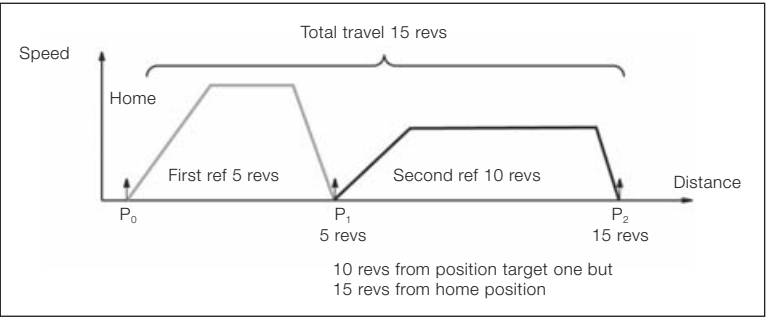 Total travel 15 revs
Speed
Home
First ref 5 revs
Second ref 10 revs
Distance
P₀
P₁
P₂
5 revs
15 revs
10 revs from position target one but
15 revs from home position